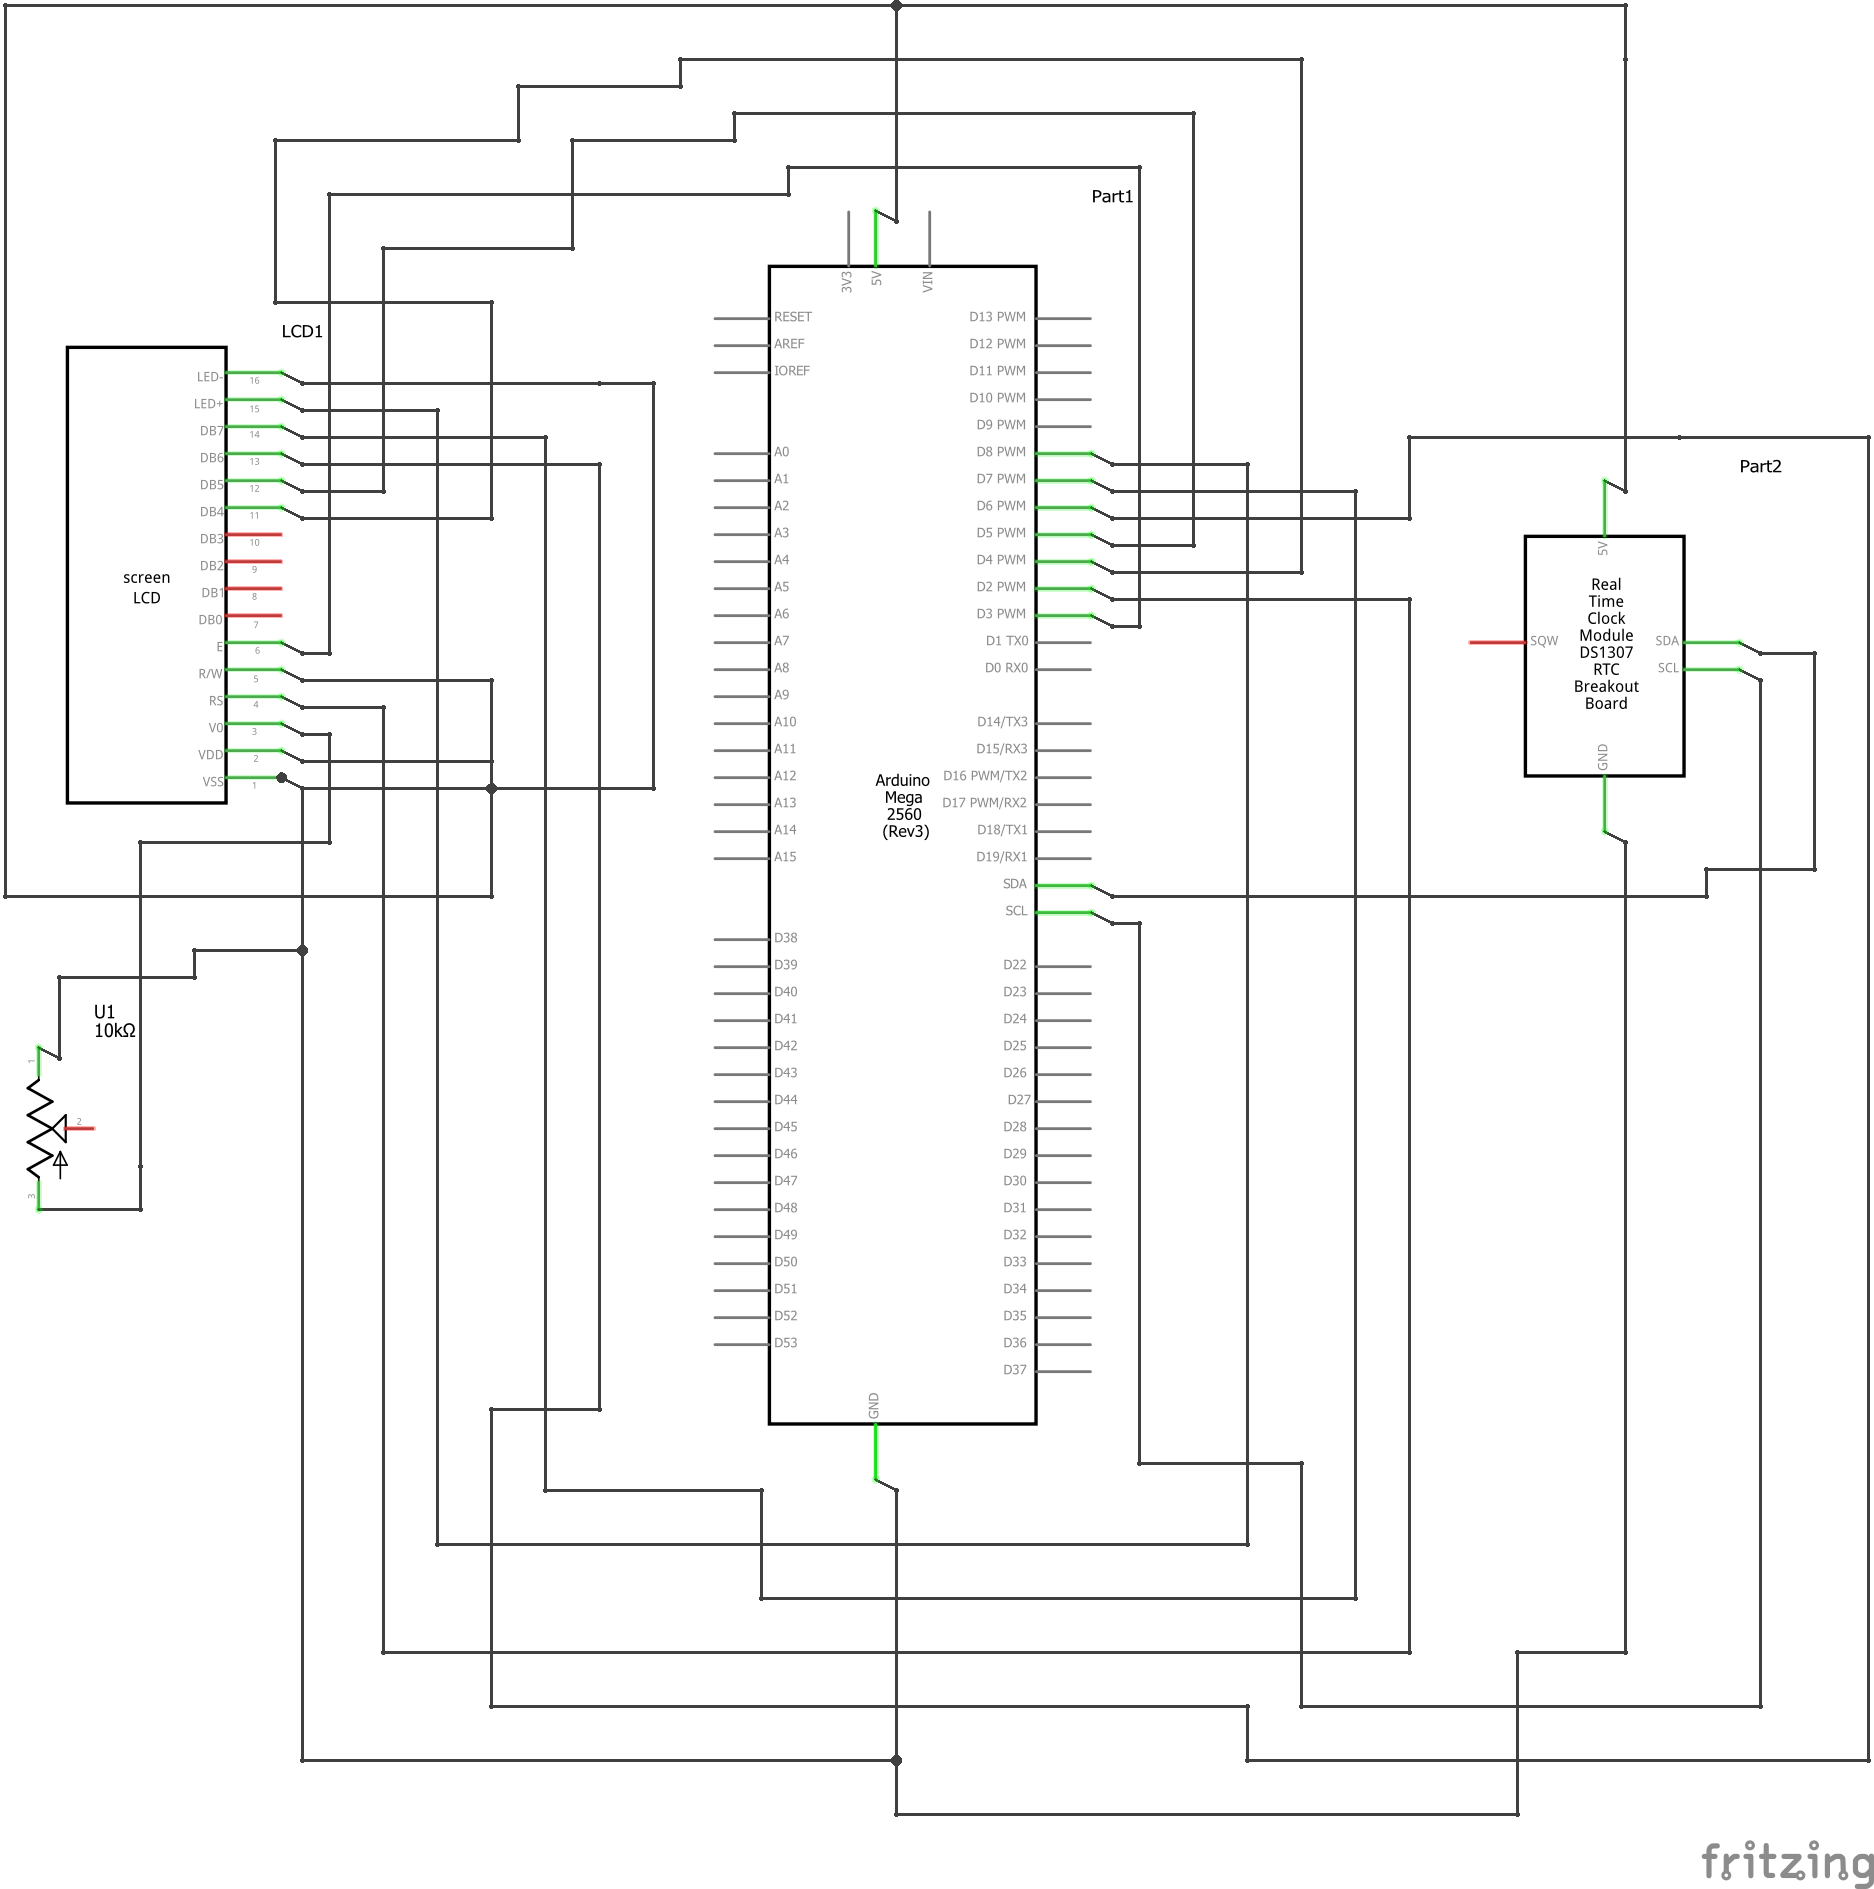 Part1
3V3
5V
VIN
RESET
AREF
IOREF
A0
A1
A2
A3
A4
A5
A6
A7
A8
A9
A10
A11
A12
A13
A14
A15
D38
D39
D40
D41
D42
D43
D44
D45
D46
D47
D48
D49
D50
D51
D52
D53
D13 PWM
D12 PWM
D11 PWM
D10 PWM
D9 PWM
D8 PWM
D7 PWM
D6 PWM
D5 PWM
D4 PWM
D2 PWM
D3 PWM
D1 TX0
D0 RX0
D14/TX3
D15/RX3
D16 PWM/TX2
D17 PWM/RX2
D18/TX1
D19/RX1
SDA
SCL
D22
D23
D24
D25
D26
D27
D28
D29
D30
D31
D32
D33
D34
D35
D36
D37
Arduino
Mega
2560
(Rev3)
GND
LCD1
LED- 16
LED+ 15
DB7 14
DB6 13
DB5 12
DB4 11
DB3 10
DB2 9
DB1 8
DB0 7
E 6
R/W 5
RS 4
V0 3
VDD 2
VSS 1
screen
LCD
U1
10kΩ
1
2
3
Part2
5V
Real
Time
Clock
Module
DS1307
RTC
Breakout
Board
SQW
SDA
SCL
GND
fritzing